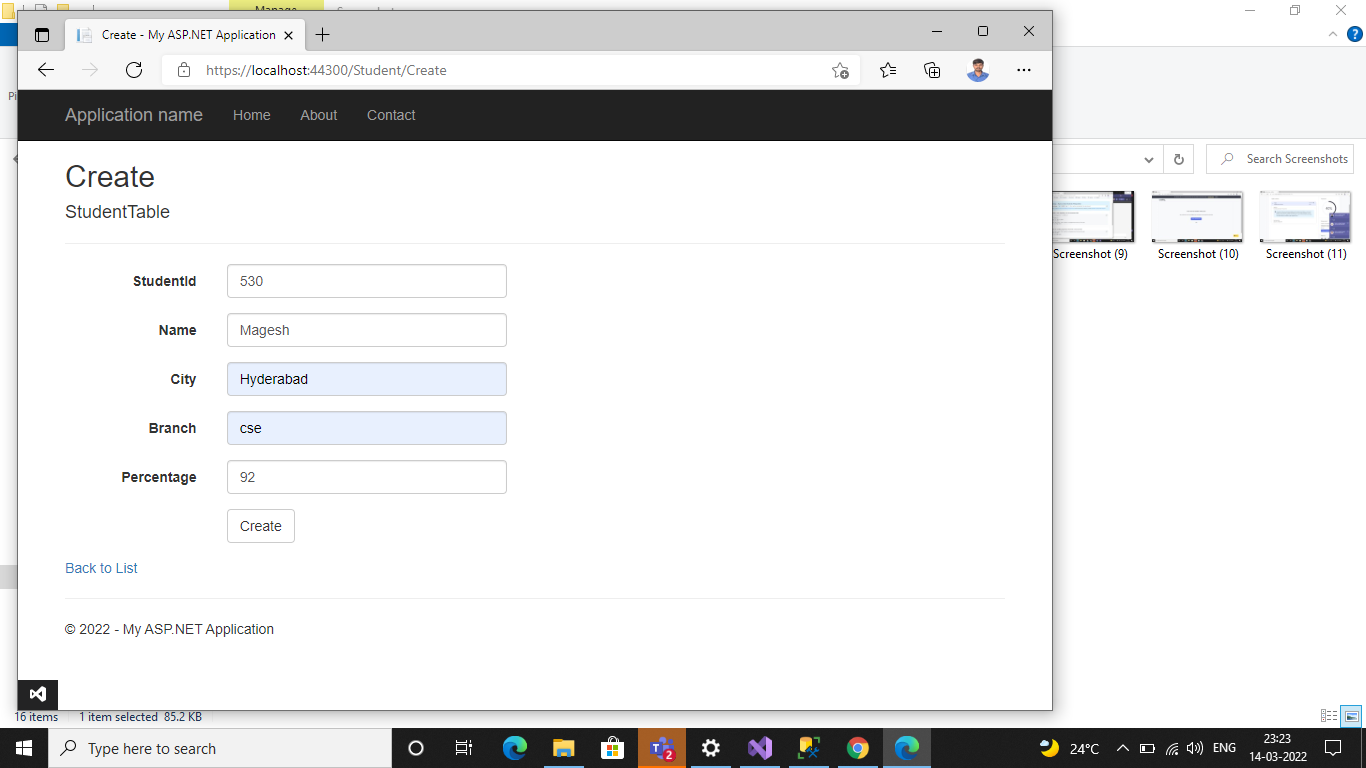 Manage
Create - My ASP.NET Application
https://localhost:44300/Student/Create
Application name Home About Contact
Search Screenshots
Create
StudentTable
Screenshot (9) Screenshot (10) Screenshot (11)
StudentId 530
Name Magesh
City Hyderabad
Branch cse
Percentage 92
Create
Back to List
© 2022 - My ASP.NET Application
16 items 1 item selected 85.2 KB
Type here to search
2
24°C
ENG
23:23
14-03-2022